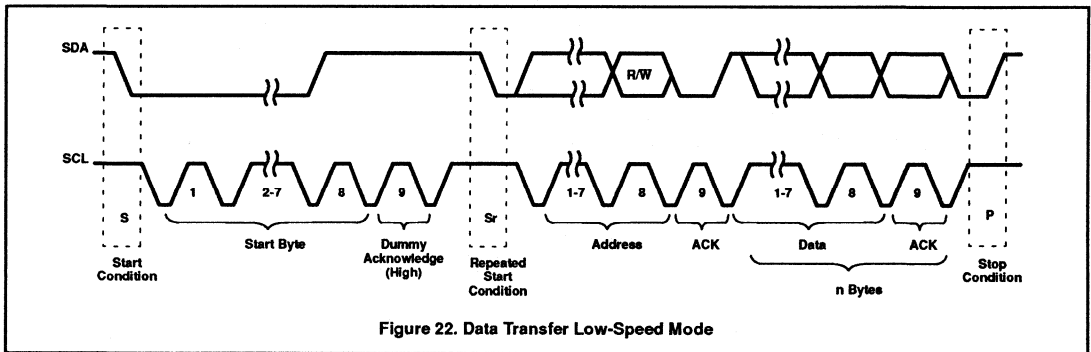 SDA
R/W
SCL
1
2-7
8
9
1-7
8
9
1-7
8
9
S
Sr
P
Start Byte
Dummy
Acknowledge
(High)
Address
ACK
Data
ACK
Start
Condition
Repeated
Start
Condition
Stop
Condition
n Bytes
Figure 22. Data Transfer Low-Speed Mode